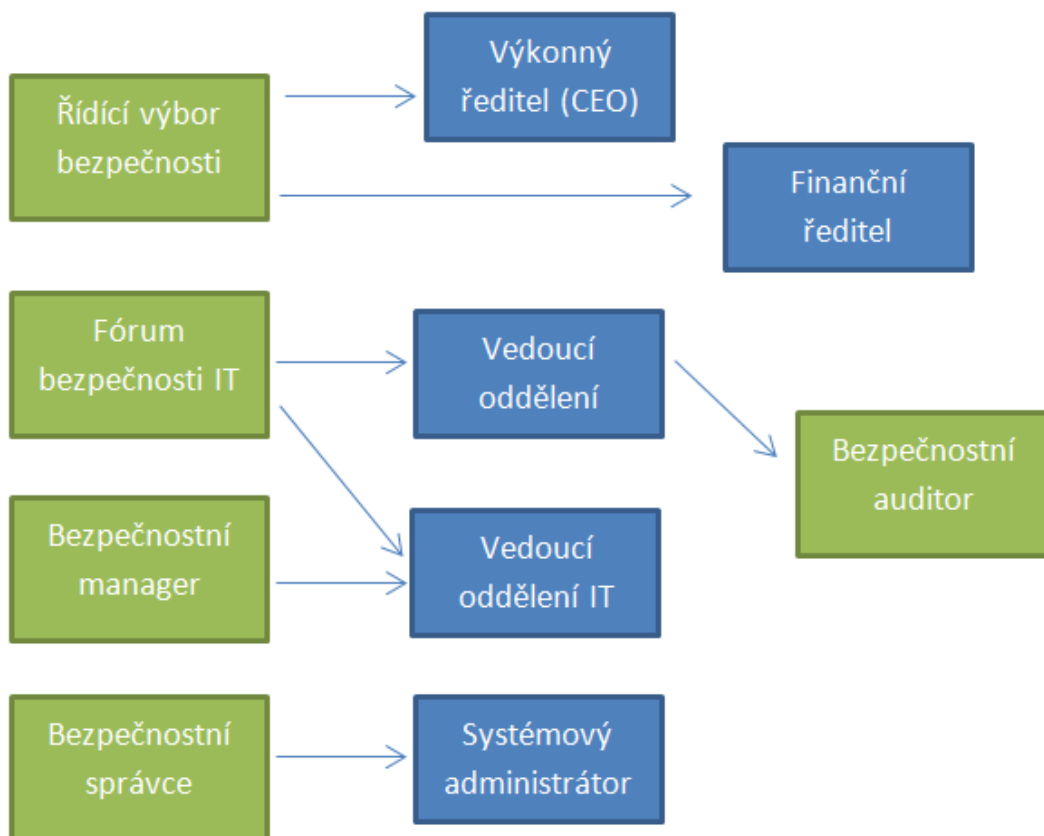 Řídící výbor
bezpečnosti
Výkonný
ředitel (CEO)
Finanční
ředitel
Fórum
bezpečnosti IT
Vedoucí
oddělení
Bezpečnostní
auditor
Bezpečnostní
manager
Vedoucí
oddělení IT
Bezpečnostní
správce
Systémový
administrátor